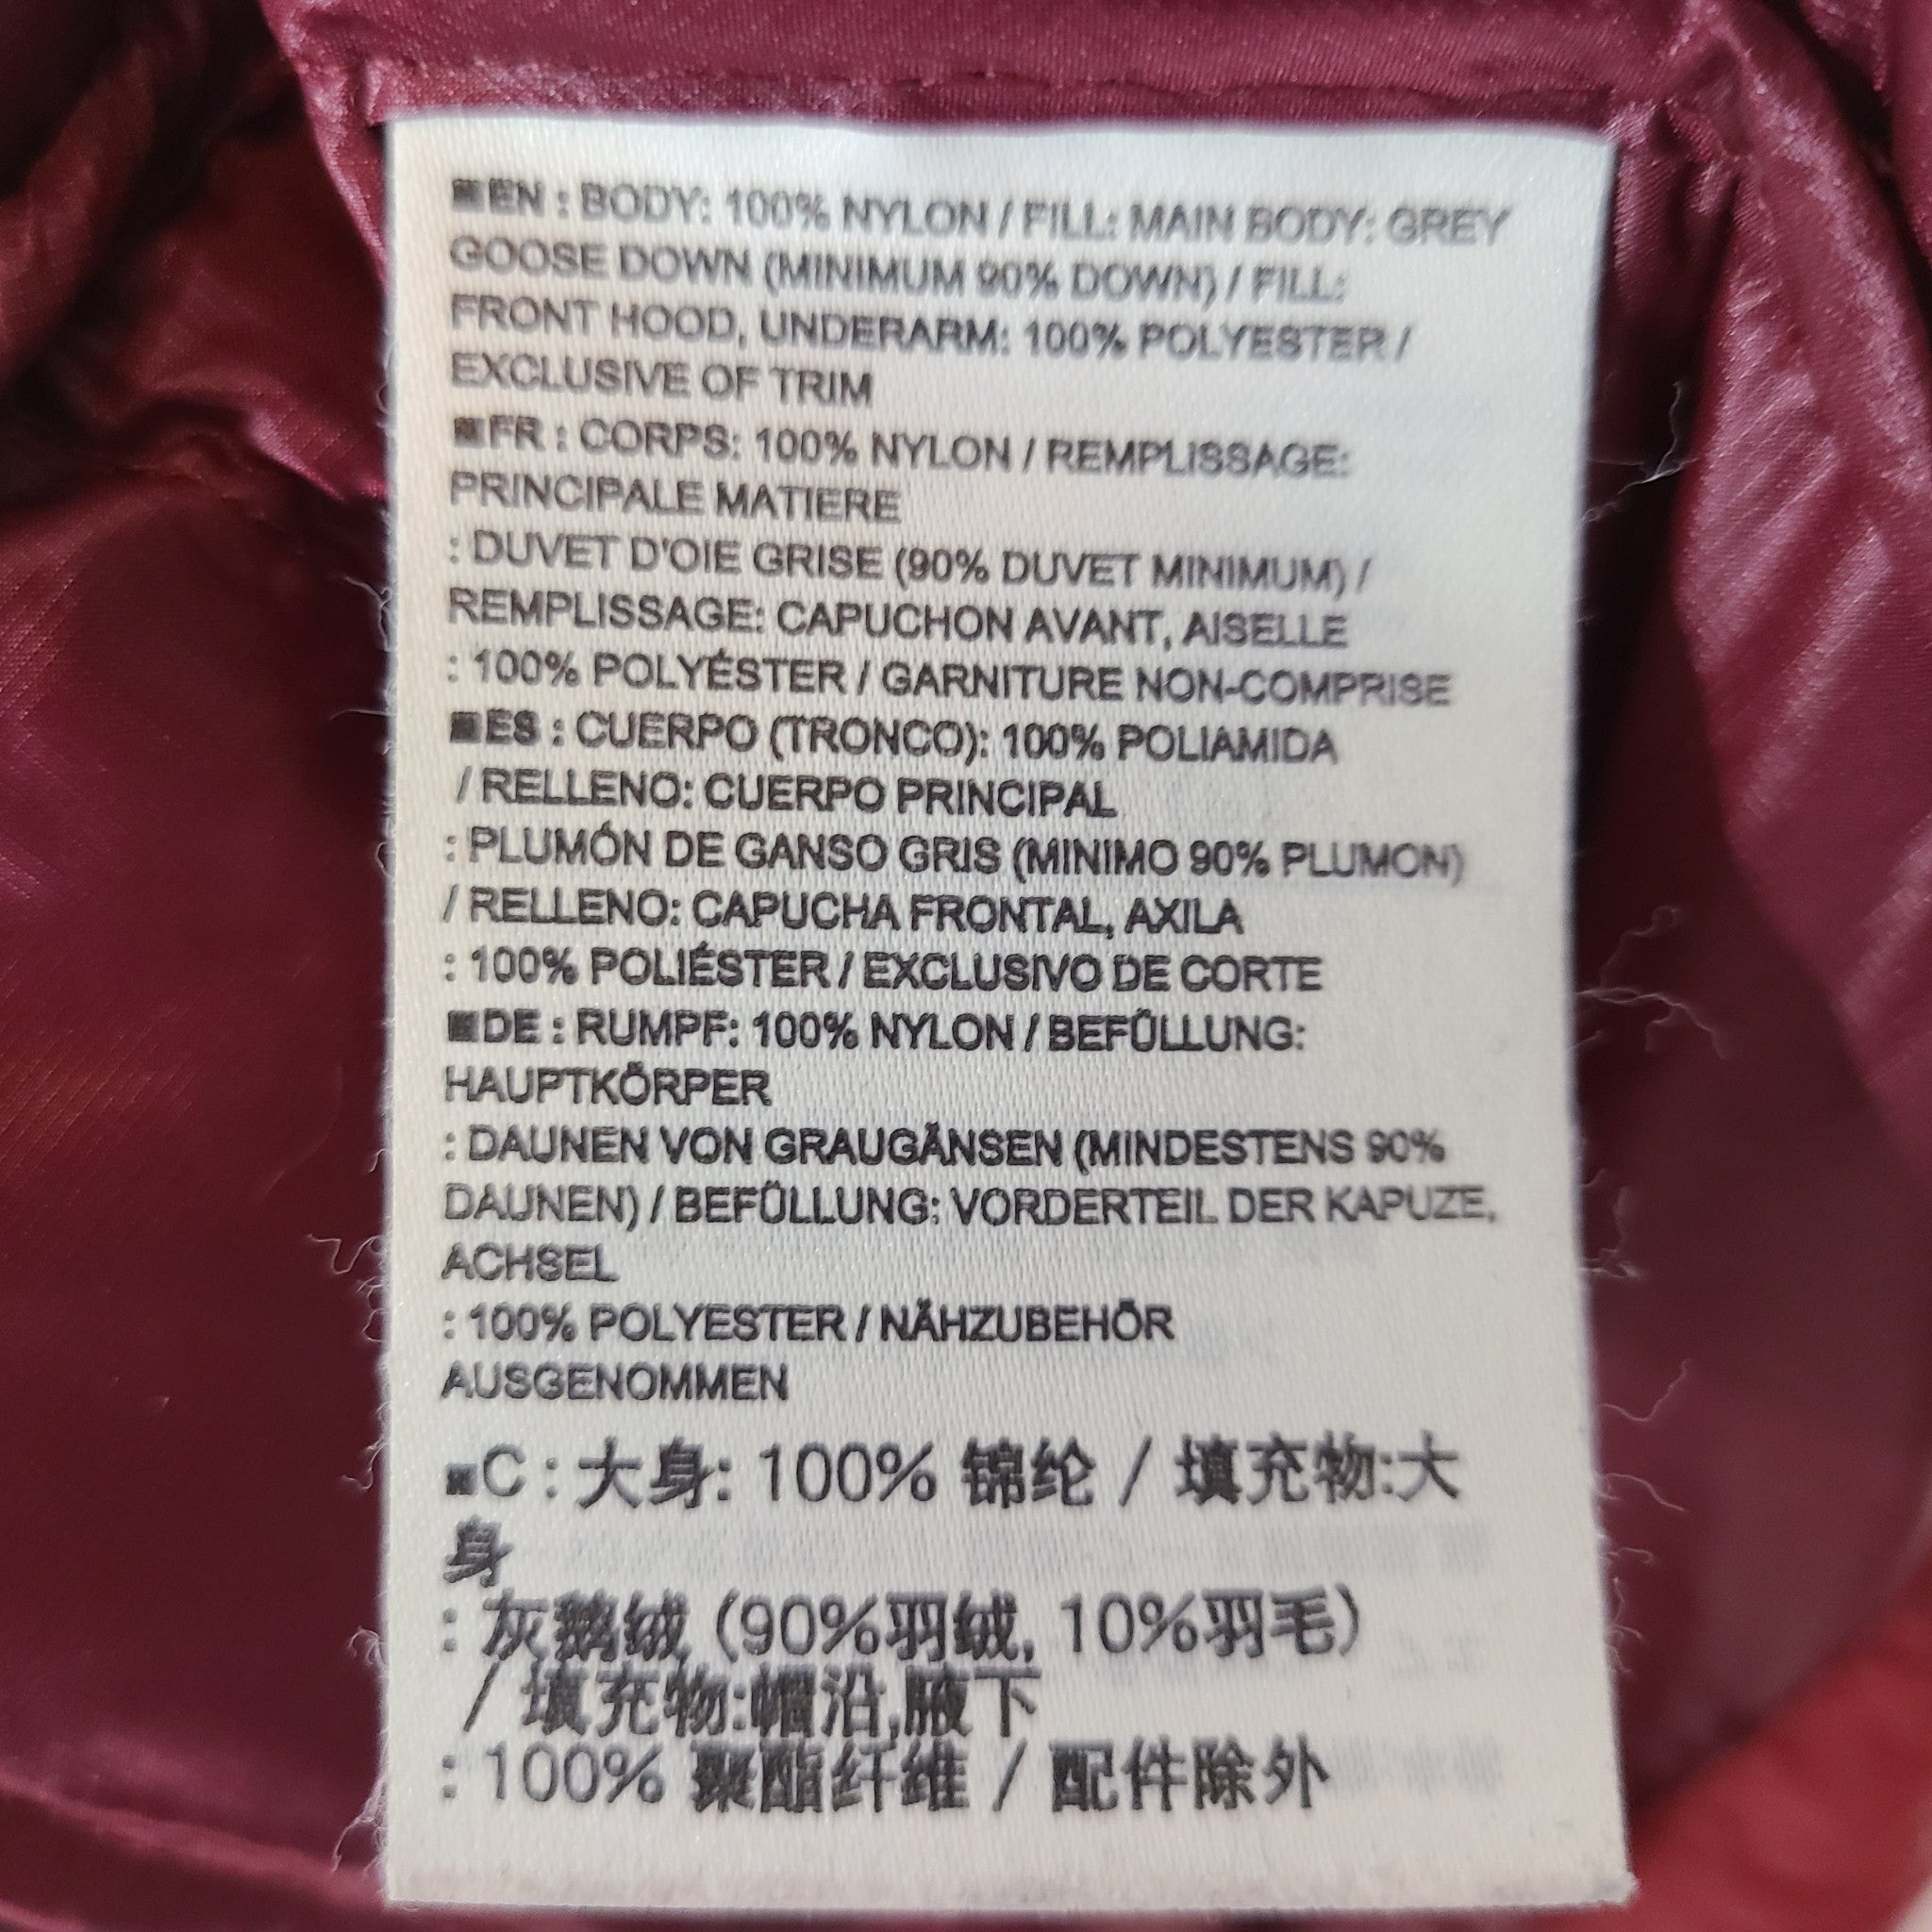 ■EN : BODY: 100% NYLON / FILL: MAIN BODY: GREY
GOOSE DOWN (MINIMUM 90% DOWN) / FILL:
FRONT HOOD, UNDERARM: 100% POLYESTER /
EXCLUSIVE OF TRIM
■FR : CORPS: 100% NYLON / REMPLISSAGE:
PRINCIPALE MATIERE
: DUVET D'OIE GRISE (90% DUVET MINIMUM) /
REMPLISSAGE: CAPUCHON AVANT, AISELLE
: 100% POLYÉSTER / GARNITURE NON-COMPRISE
■ES : CUERPO (TRONCO): 100% POLIAMIDA
/ RELLENO: CUERPO PRINCIPAL
: PLUMÓN DE GANSO GRIS (MINIMO 90% PLUMON)
/ RELLENO: CAPUCHA FRONTAL, AXILA
: 100% POLIÉSTER / EXCLUSIVO DE CORTE
■DE : RUMPF: 100% NYLON / BEFÜLLUNG:
HAUPTKÖRPER
: DAUNEN VON GRAUGÄNSEN (MINDESTENS 90%
DAUNEN) / BEFÜLLUNG: VORDERTEIL DER KAPUZE,
ACHSEL
: 100% POLYESTER / NÄHZUBEHÖR
AUSGENOMMEN
■C : 大身: 100% 锦纶 / 填充物:大
身
: 灰鹅绒 (90%羽绒, 10%羽毛)
/ 填充物:帽沿,腋下
: 100% 聚酯纤维 / 配件除外